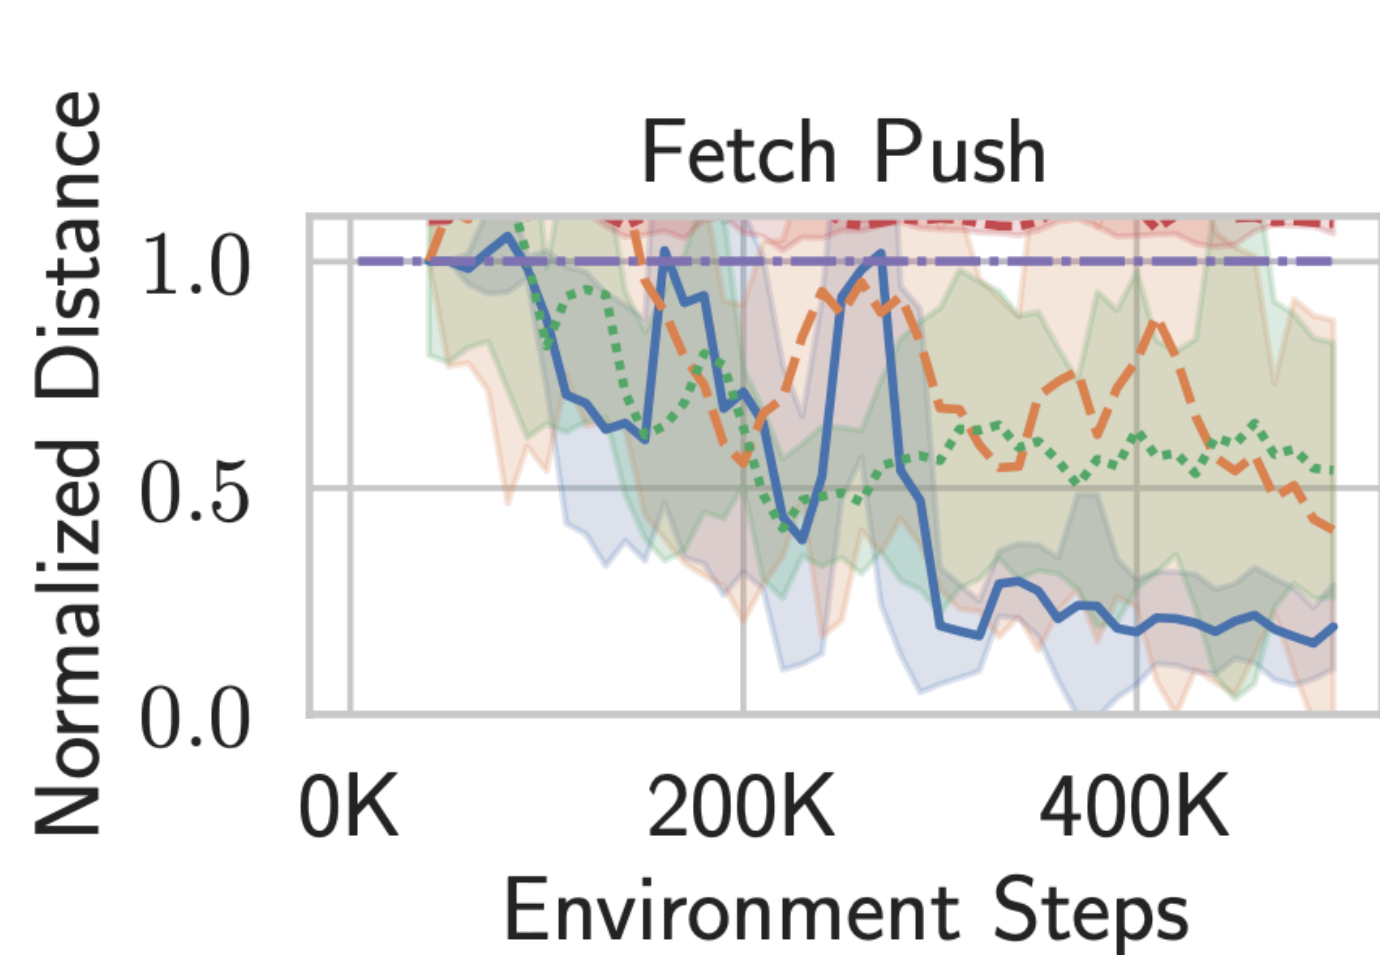 Fetch Push
Normalized Distance
1.0
0.5
0.0
0K 200K 400K
Environment Steps